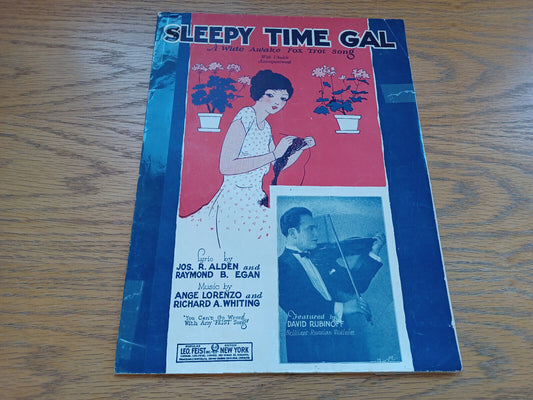 SLEEPY TIME GAL
A Wide Awake Fox Trot Song
With Ukulele
Accompaniment
Lyric by
JOS. R. ALDEN and
RAYMOND B. EGAN
Music by
ANGE LORENZO and
RICHARD A. WHITING
"You Can't Go Wrong
With Any 'FEIST' Song"
Featured by
DAVID RUBINOFF
Brilliant Russian Violinist
LEO. FEIST INC. NEW YORK